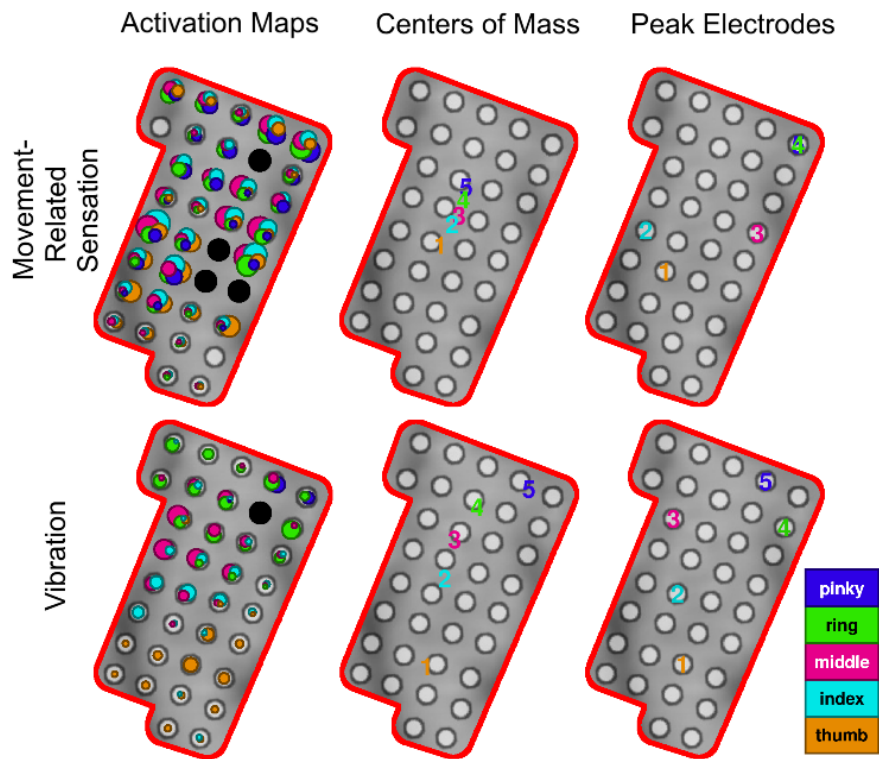 Activation Maps
Centers of Mass
Peak Electrodes
Movement-
Related
Sensation
5
4
3
2
1
4
2
3
1
Vibration
5
4
3
2
1
5
3
4
2
1
pinky
ring
middle
index
thumb